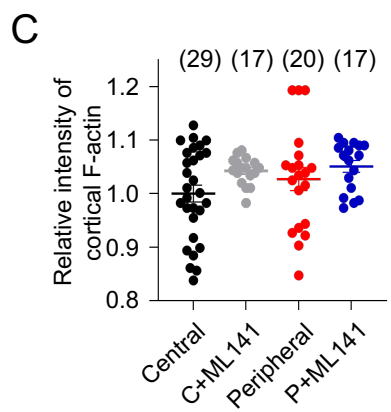 C
(29) (17) (20) (17)
Relative intensity of
cortical F-actin
1.2
1.1
1.0
0.9
0.8
Central
C+ML141
Peripheral
P+ML141